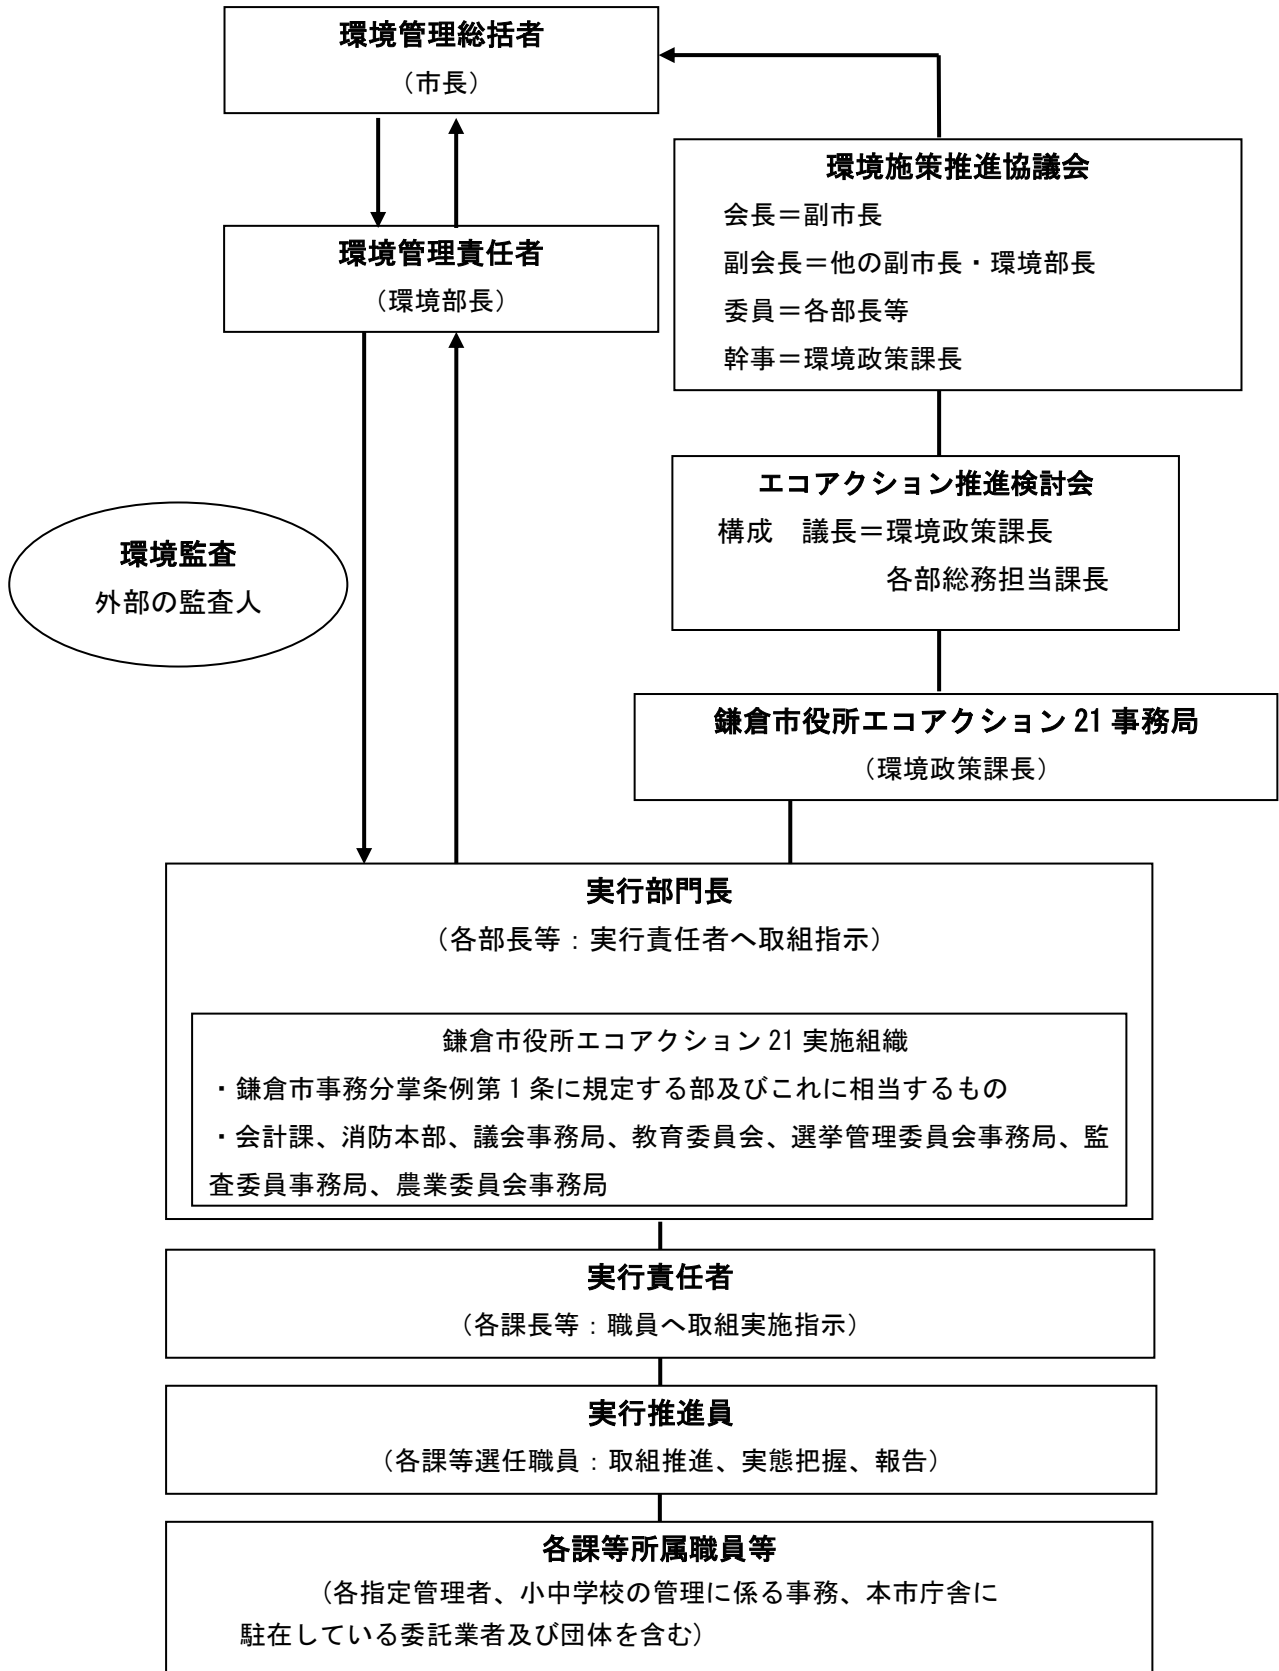 環境管理総括者
（市長）
環境施策推進協議会
会長＝副市長
副会長＝他の副市長・環境部長
委員＝各部長等
幹事＝環境政策課長
環境管理責任者
（環境部長）
エコアクション推進検討会
構成　議長＝環境政策課長
各部総務担当課長
環境監査
外部の監査人
鎌倉市役所エコアクション 21 事務局
（環境政策課長）
実行部門長
（各部長等：実行責任者へ取組指示）
鎌倉市役所エコアクション 21 実施組織
・鎌倉市事務分掌条例第 1 条に規定する部及びこれに相当するもの
・会計課、消防本部、議会事務局、教育委員会、選挙管理委員会事務局、監
査委員事務局、農業委員会事務局
実行責任者
（各課長等：職員へ取組実施指示）
実行推進員
（各課等選任職員：取組推進、実態把握、報告）
各課等所属職員等
（各指定管理者、小中学校の管理に係る事務、本市庁舎に
駐在している委託業者及び団体を含む）